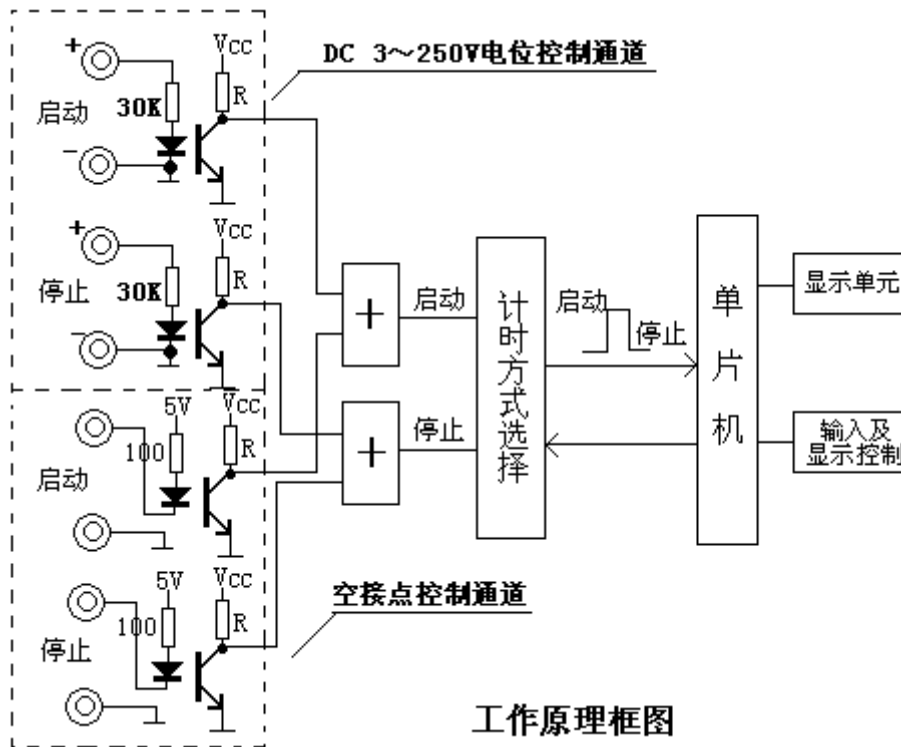 DC 3～250V电位控制通道
+
Vcc
启动
30K
R
−
+
Vcc
停止
30K
R
−
5V
Vcc
100
R
启动
5V
Vcc
100
R
停止
空接点控制通道
+
启动
+
停止
计时方式选择
启动
停止
单片机
显示单元
输入及
显示控制
工作原理框图